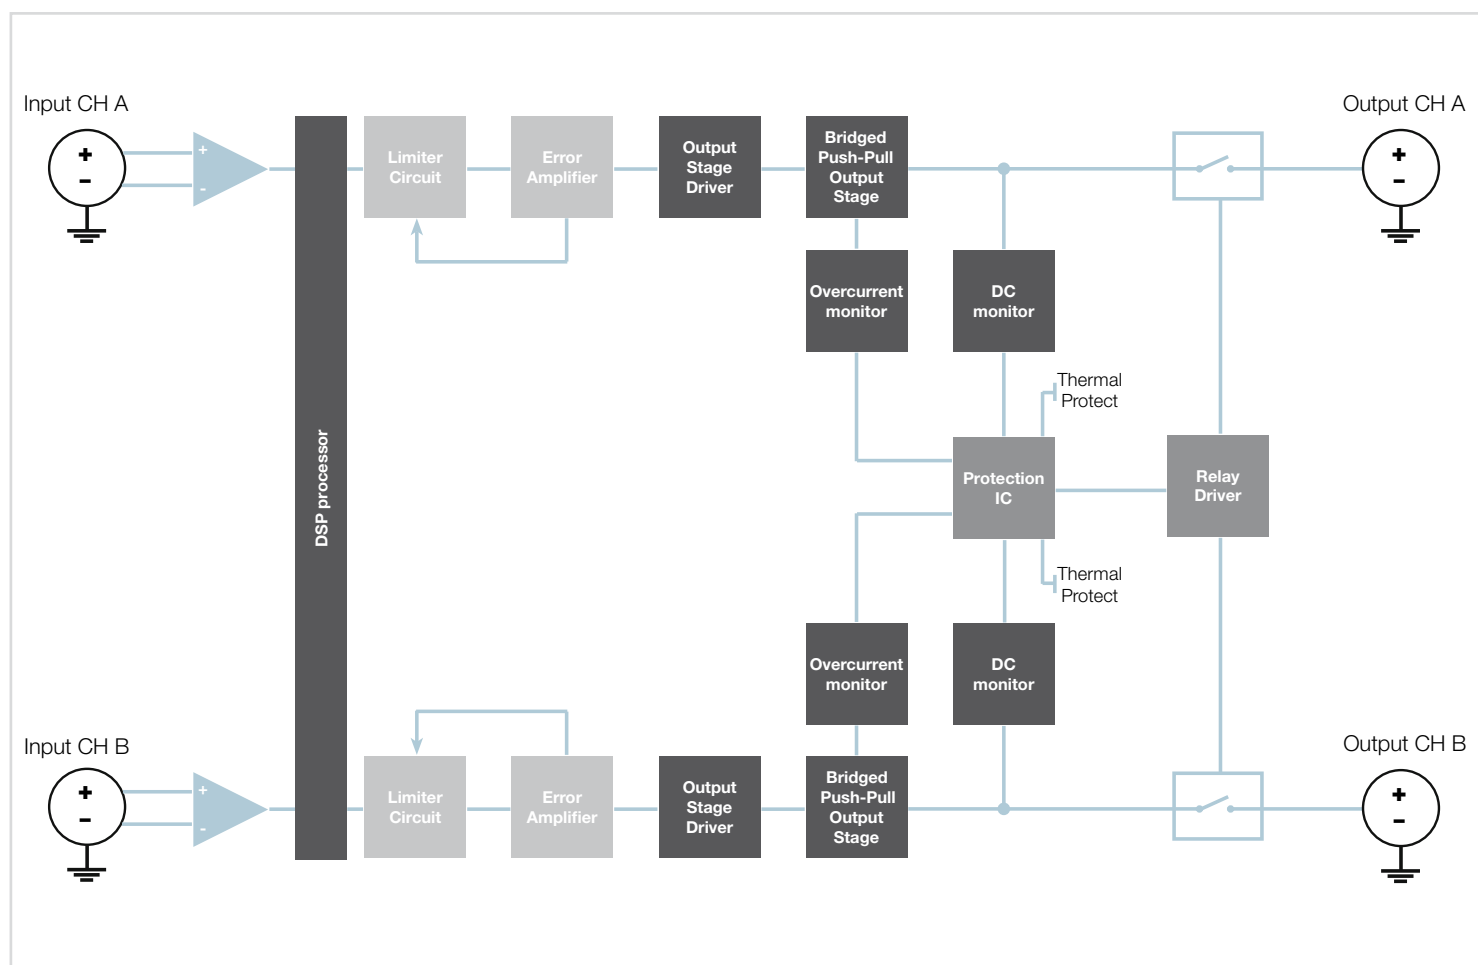 Input CH A
Output CH A
+
-
+
-
Limiter
Circuit
Error
Amplifier
Output
Stage
Driver
Bridged
Push-Pull
Output
Stage
+
-
Overcurrent
monitor
DC
monitor
Thermal
Protect
DSP processor
Protection
IC
Relay
Driver
Thermal
Protect
Overcurrent
monitor
DC
monitor
Input CH B
Output CH B
+
-
+
-
Limiter
Circuit
Error
Amplifier
Output
Stage
Driver
Bridged
Push-Pull
Output
Stage
+
-